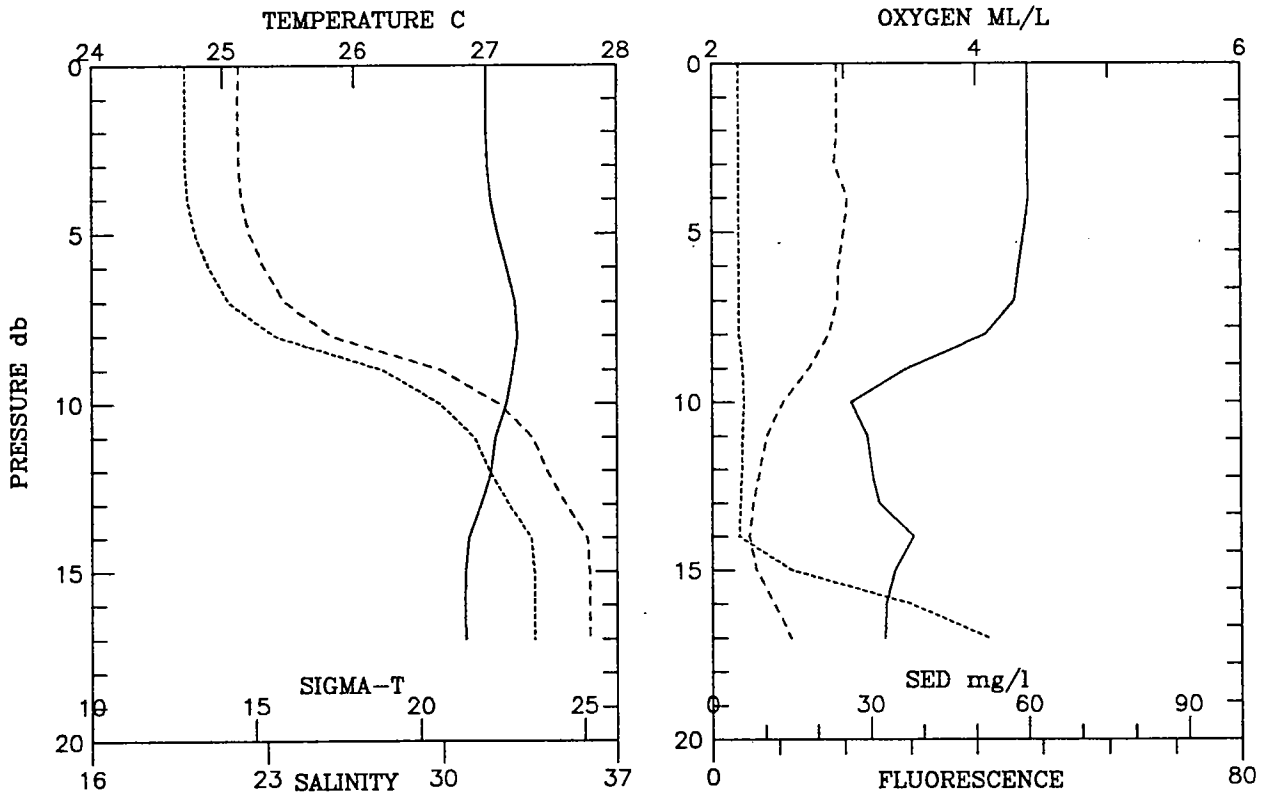 TEMPERATURE C
24 25 26 27 28
OXYGEN ML/L
2 4 6
PRESSURE db
0
5
10
15
20
0
5
10
15
20
SIGMA-T
10 15 20 25
16 23 SALINITY 30 37
SED mg/l
0 30 60 90
0 FLUORESCENCE 80